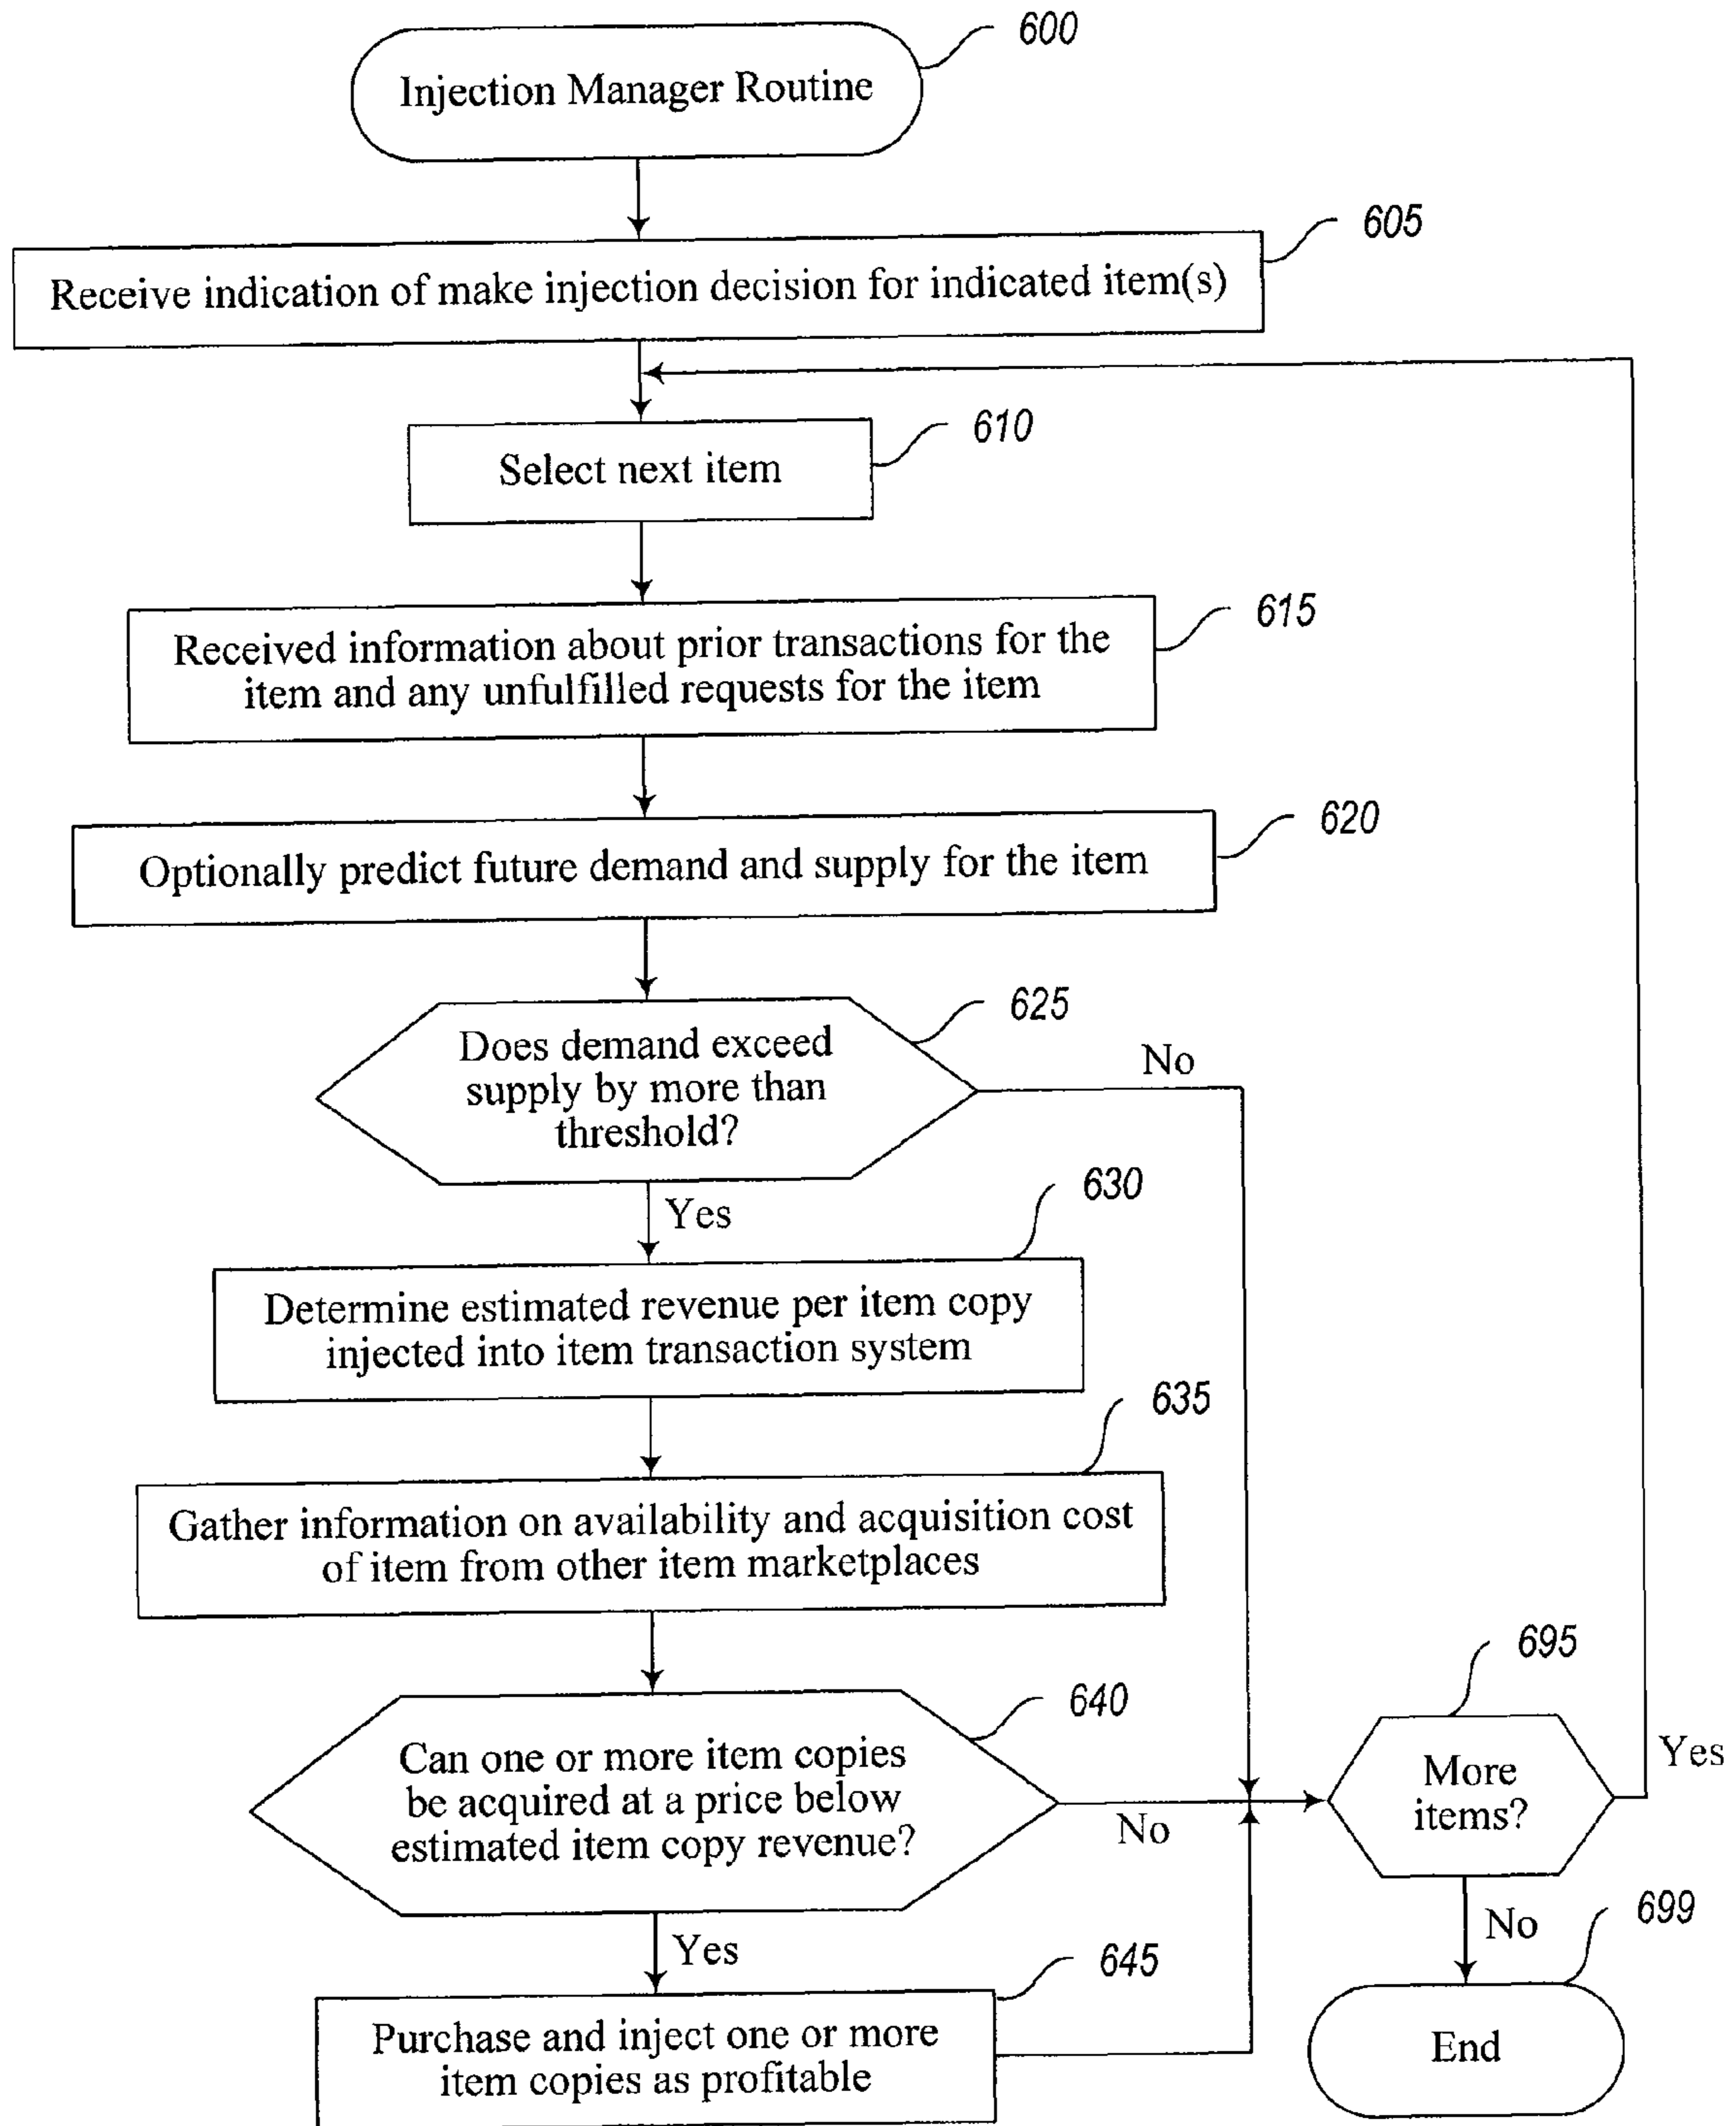 600
Injection Manager Routine
605
Receive indication of make injection decision for indicated item(s)
610
Select next item
615
Received information about prior transactions for the
item and any unfulfilled requests for the item
620
Optionally predict future demand and supply for the item
625
Does demand exceed
supply by more than
threshold?
No
Yes
630
Determine estimated revenue per item copy
injected into item transaction system
635
Gather information on availability and acquisition cost
of item from other item marketplaces
640
Can one or more item copies
be acquired at a price below
estimated item copy revenue?
No
695
More
items?
Yes
No
Yes
645
Purchase and inject one or more
item copies as profitable
699
End